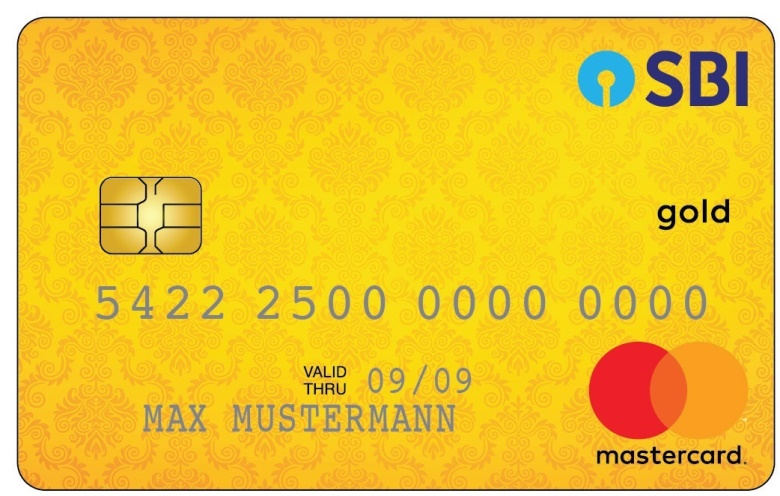 SBI
gold
5422 2500 0000 0000
VALID
THRU 09/09
MAX MUSTERMANN
mastercard.